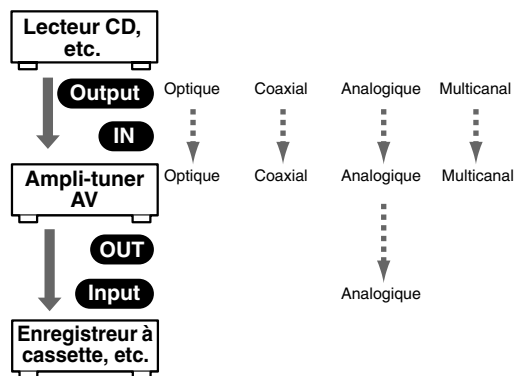 Lecteur CD,
etc.
Output Optique Coaxial Analogique Multicanal
IN
Ampli-tuner
AV
Optique Coaxial Analogique Multicanal
OUT
Input Analogique
Enregistreur à
cassette, etc.